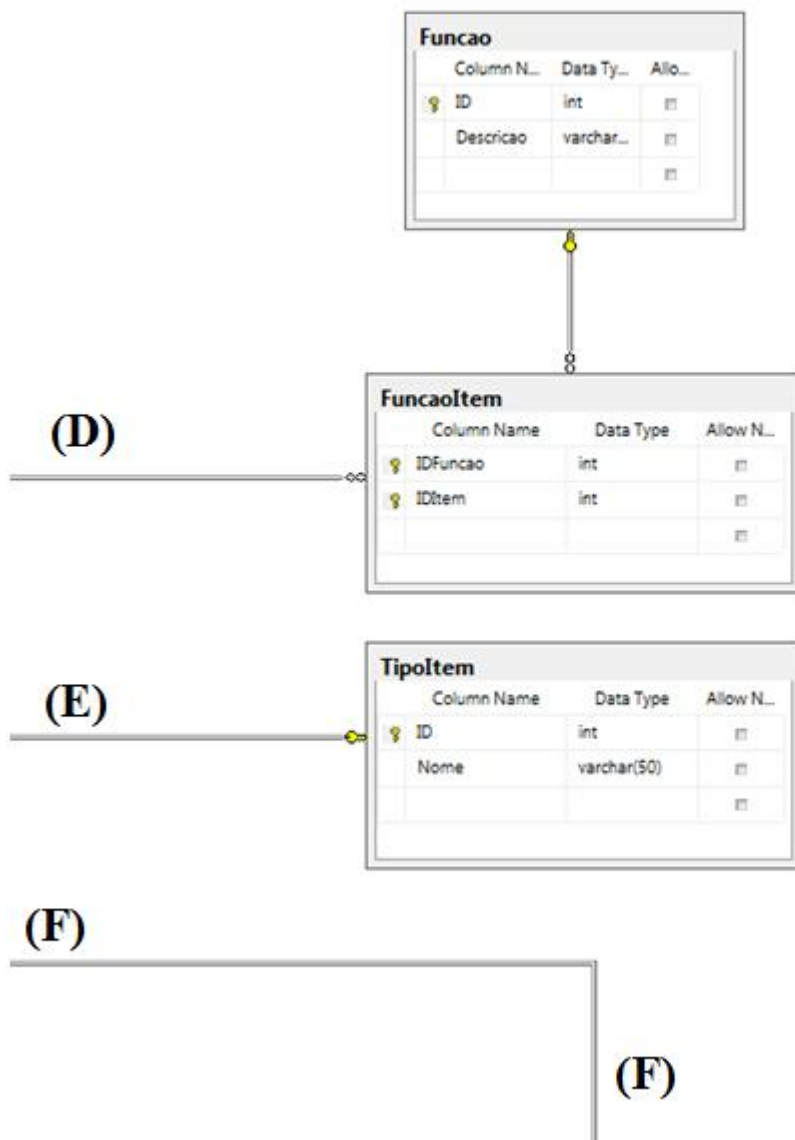 Funcao
Column N... Data Ty... Allo...
ID int
Descricao varchar...
(D)
FuncaoItem
Column Name Data Type Allow N...
IDFuncao int
IDItem int
(E)
TipoItem
Column Name Data Type Allow N...
ID int
Nome varchar(50)
(F)
(F)